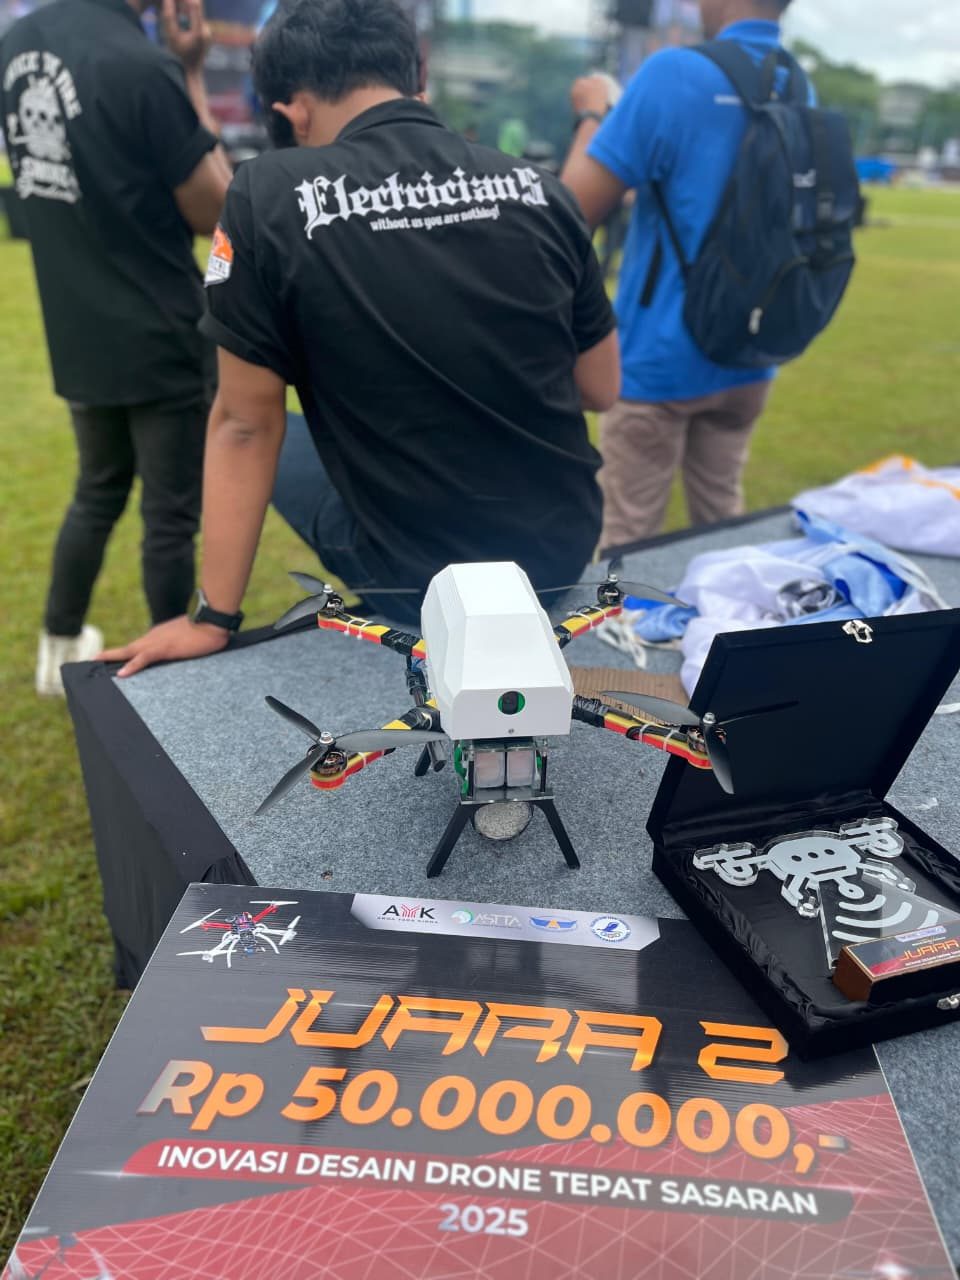 Electricians
without us you are nothing!
AYK
ASTTA
JUARA 2
Rp 50.000.000,-
INOVASI DESAIN DRONE TEPAT SASARAN
2025
JUARA